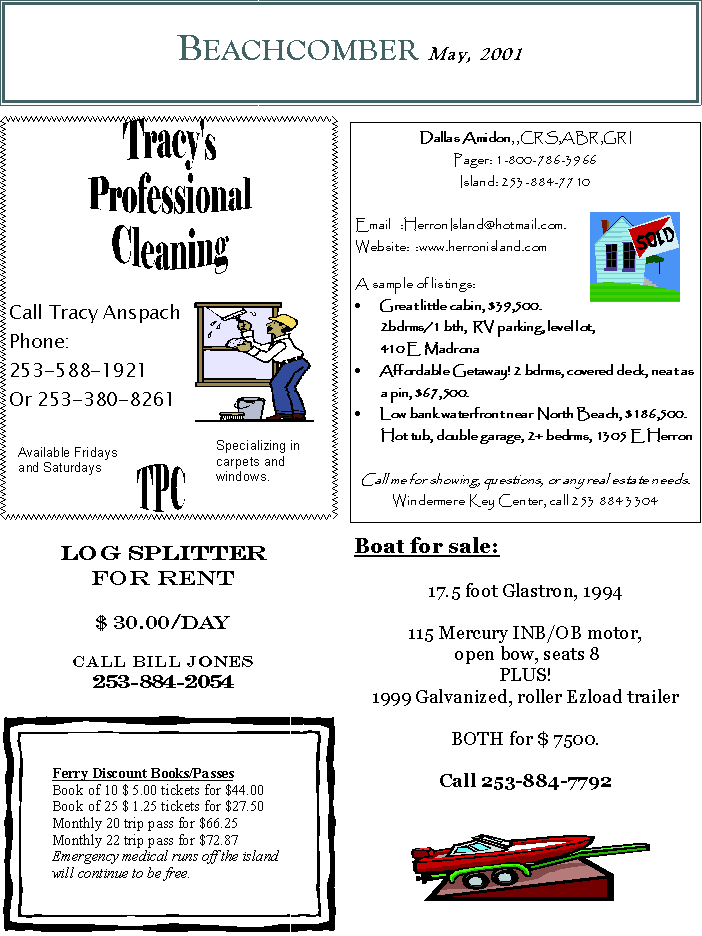 BEACHCOMBER May, 2001
Tracy's
Professional
Cleaning
Call Tracy Anspach
Phone:
253-588-1921
Or 253-380-8261
Available Fridays
and Saturdays
Specializing in
carpets and
windows.
TPC
Dallas Amidon,,CRS,ABR,GRI
Pager: 1-800-786-3966
Island: 253-884-7710
Email :HerronIsland@hotmail.com.
Website: :www.herronisland.com
SOLD
A sample of listings:
• Great little cabin, $39,500.
2bdrms/1 bth, RV parking, level lot,
410 E Madrona
• Affordable Getaway! 2 bdrms, covered deck, neat as
a pin, $67,500.
• Low bank waterfront near North Beach, $186,500.
Hot tub, double garage, 2+ bedrms, 1305 E Herron
Call me for showing, questions, or any real estate needs.
Windermere Key Center, call 253 884 3304
LOG SPLITTER
FOR RENT
$ 30.00/DAY
CALL BILL JONES
253-884-2054
Boat for sale:
17.5 foot Glastron, 1994
115 Mercury INB/OB motor,
open bow, seats 8
PLUS!
1999 Galvanized, roller Ezload trailer
BOTH for $ 7500.
Call 253-884-7792
Ferry Discount Books/Passes
Book of 10 $ 5.00 tickets for $44.00
Book of 25 $ 1.25 tickets for $27.50
Monthly 20 trip pass for $66.25
Monthly 22 trip pass for $72.87
Emergency medical runs off the island
will continue to be free.